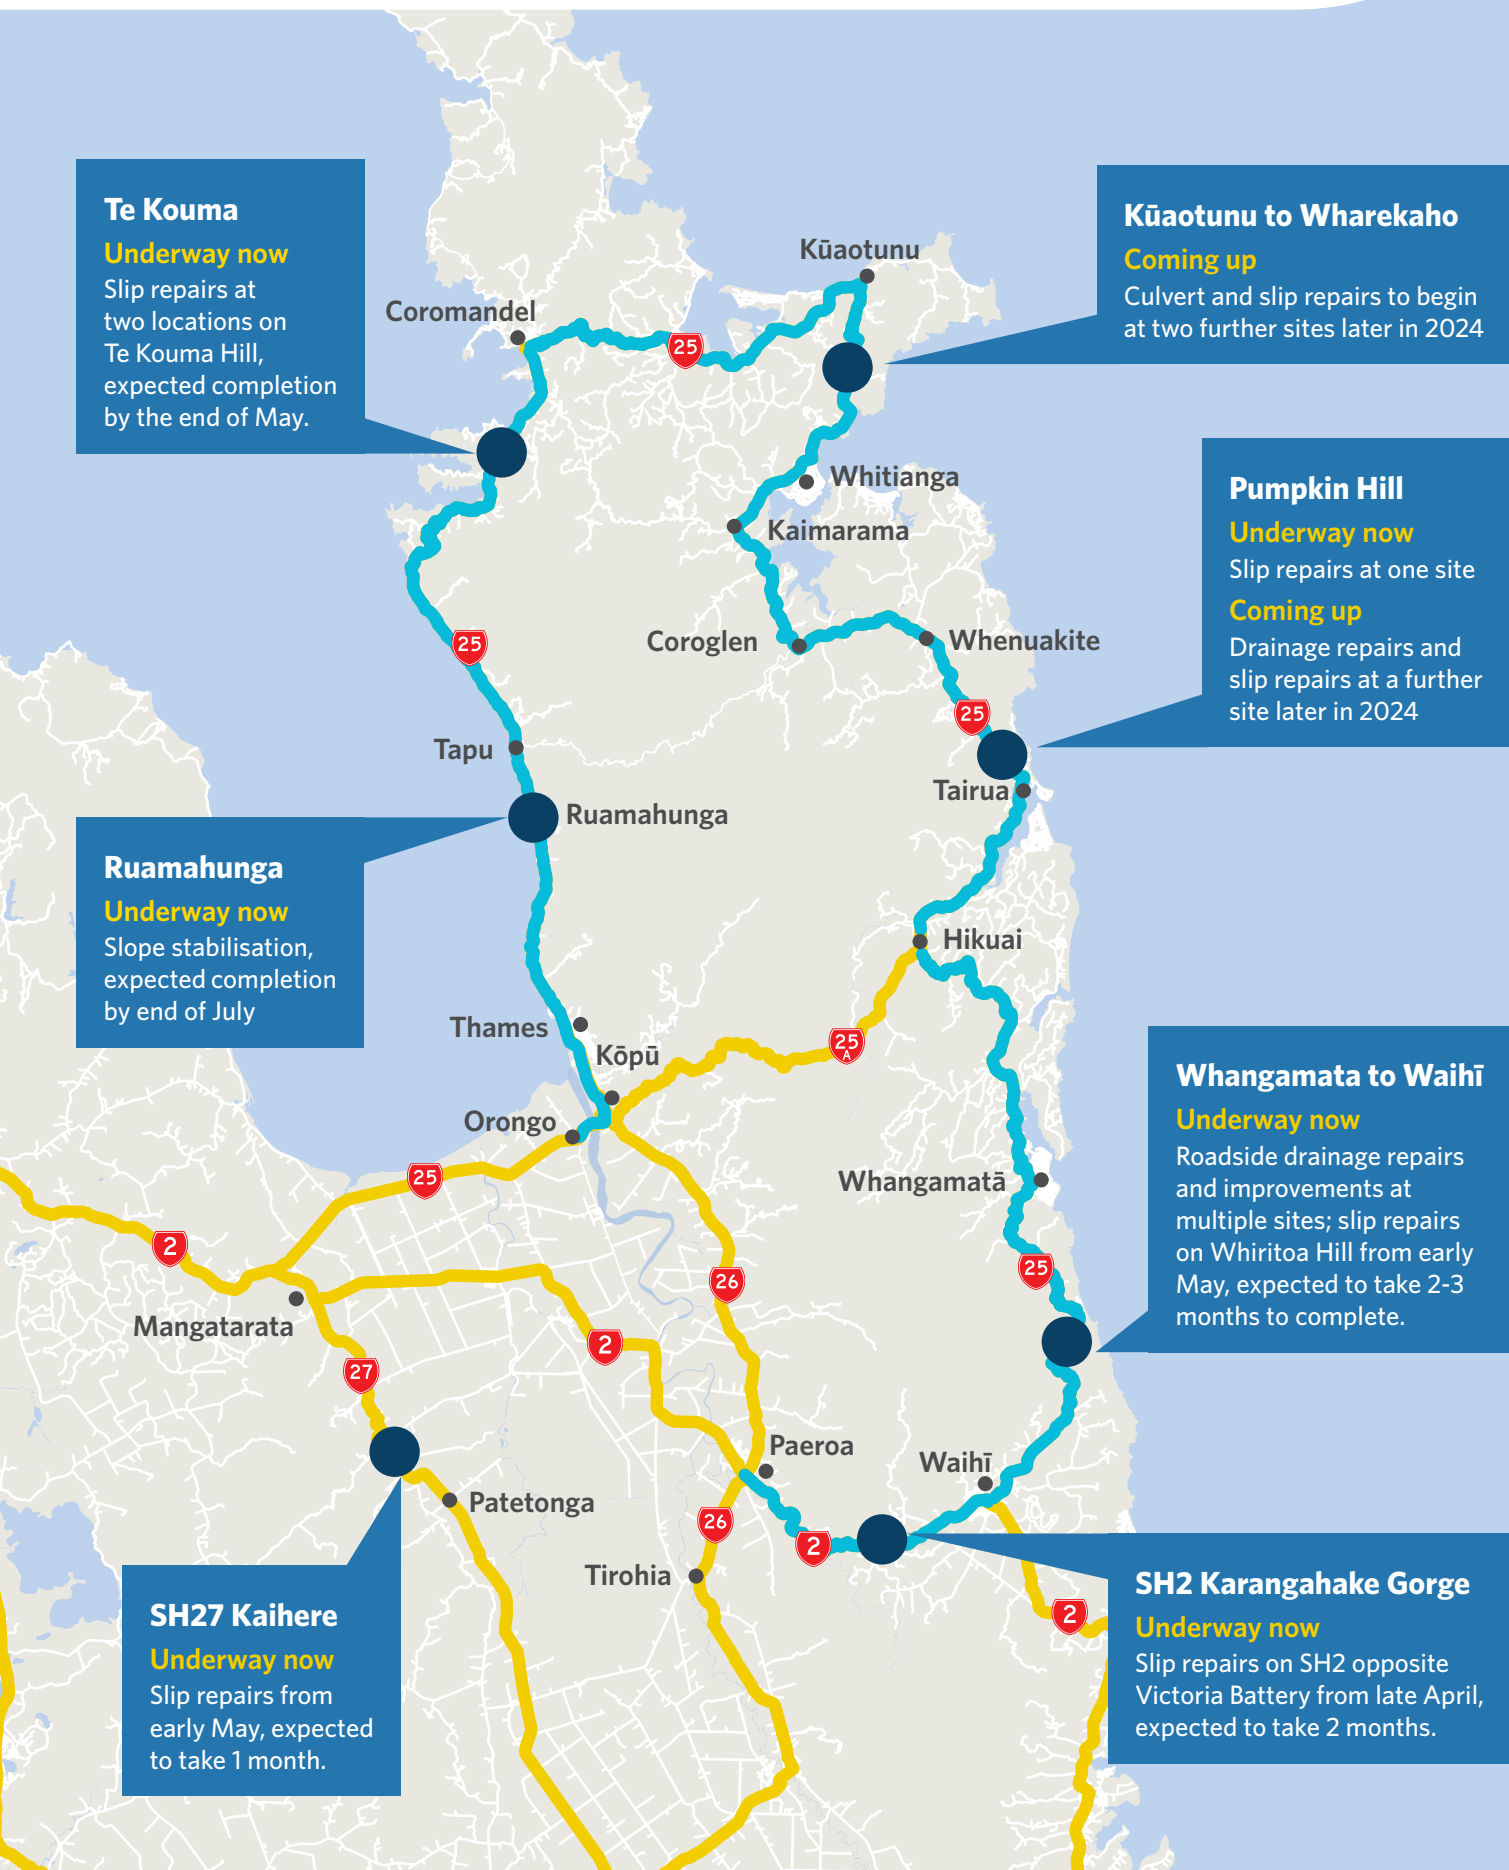 Te Kouma
Underway now
Slip repairs at
two locations on
Te Kouma Hill,
expected completion
by the end of May.
Kūaotunu to Wharekaho
Coming up
Culvert and slip repairs to begin
at two further sites later in 2024
Kūaotunu
Coromandel
25
Pumpkin Hill
Underway now
Slip repairs at one site
Coming up
Drainage repairs and
slip repairs at a further
site later in 2024
Whitianga
Kaimarama
Coroglen
Whenuakite
25
25
Tapu
Tairua
Ruamahunga
Ruamahunga
Underway now
Slope stabilisation,
expected completion
by end of July
Hikuai
Thames
Kōpū
25
A
Orongo
25
Whangamata to Waihī
Underway now
Roadside drainage repairs
and improvements at
multiple sites; slip repairs
on Whiritoa Hill from early
May, expected to take 2-3
months to complete.
Whangamatā
2
25
26
Mangatarata
2
27
Paeroa
Waihī
Patetonga
26
2
Tirohia
2
SH27 Kaihere
Underway now
Slip repairs from
early May, expected
to take 1 month.
SH2 Karangahake Gorge
Underway now
Slip repairs on SH2 opposite
Victoria Battery from late April,
expected to take 2 months.